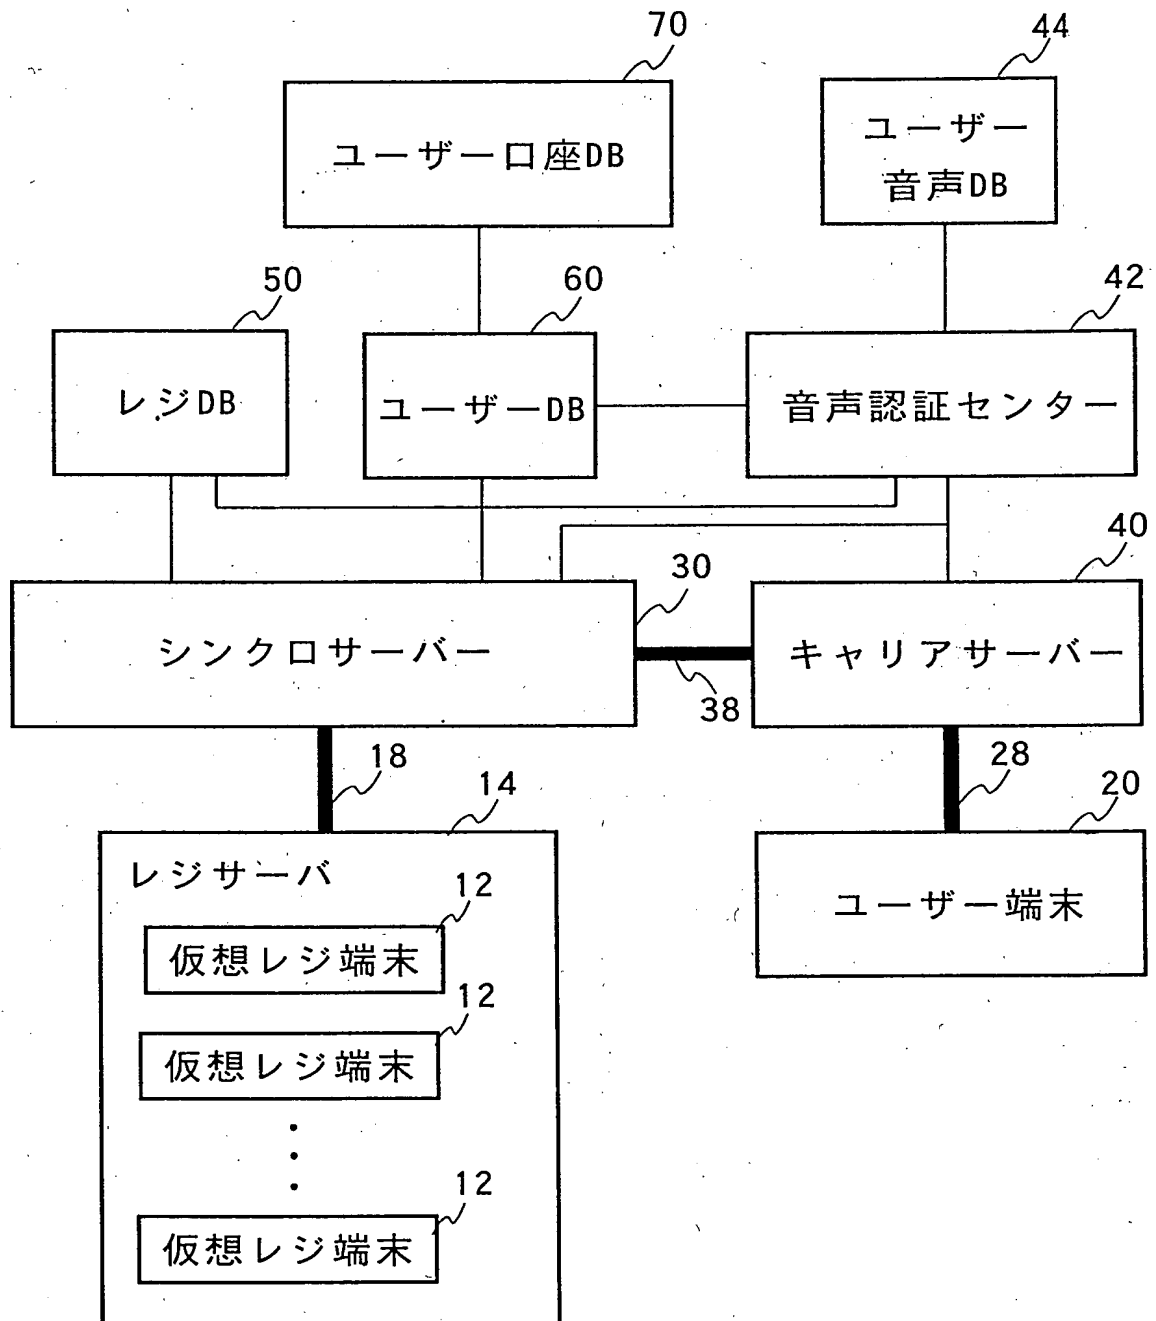 70
44
ユーザー口座DB
ユーザー
音声DB
50
60
42
レジDB
ユーザーDB
音声認証センター
40
30
シンクロサーバー
キャリアサーバー
38
18
28
14
20
レジサーバ
ユーザー端末
12
仮想レジ端末
12
仮想レジ端末
12
仮想レジ端末